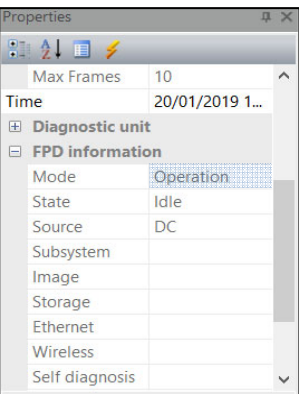 Properties
Max Frames 10
Time 20/01/2019 1...
Diagnostic unit
FPD information
Mode Operation
State Idle
Source DC
Subsystem
Image
Storage
Ethernet
Wireless
Self diagnosis